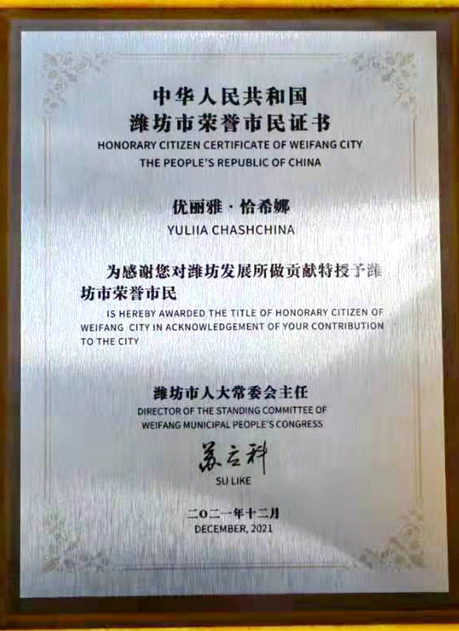 中华人民共和国
潍坊市荣誉市民证书
HONORARY CITIZEN CERTIFICATE OF WEIFANG CITY
THE PEOPLE'S REPUBLIC OF CHINA
优丽雅·恰希娜
YULIIA CHASHCHINA
为感谢您对潍坊发展所做贡献特授予潍
坊市荣誉市民
IS HEREBY AWARDED THE TITLE OF HONORARY CITIZEN OF
WEIFANG CITY IN ACKNOWLEDGEMENT OF YOUR CONTRIBUTION
TO THE CITY
潍坊市人大常委会主任
DIRECTOR OF THE STANDING COMMITTEE OF
WEIFANG MUNICIPAL PEOPLE'S CONGRESS
苏立科
SU LIKE
二〇二一年十二月
DECEMBER, 2021